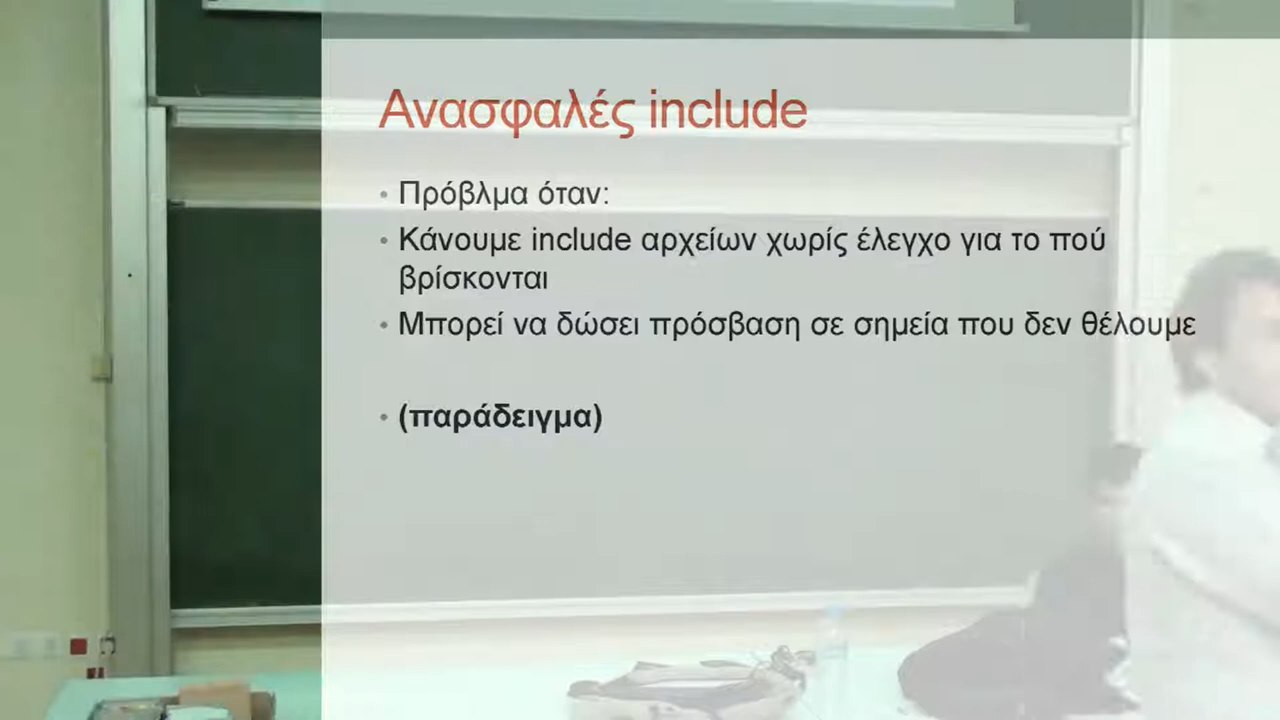 Ανασφαλές include
• Πρόβλμα όταν:
• Κάνουμε include αρχείων χωρίς έλεγχο για το πού
βρίσκονται
• Μπορεί να δώσει πρόσβαση σε σημεία που δεν θέλουμε
• (παράδειγμα)